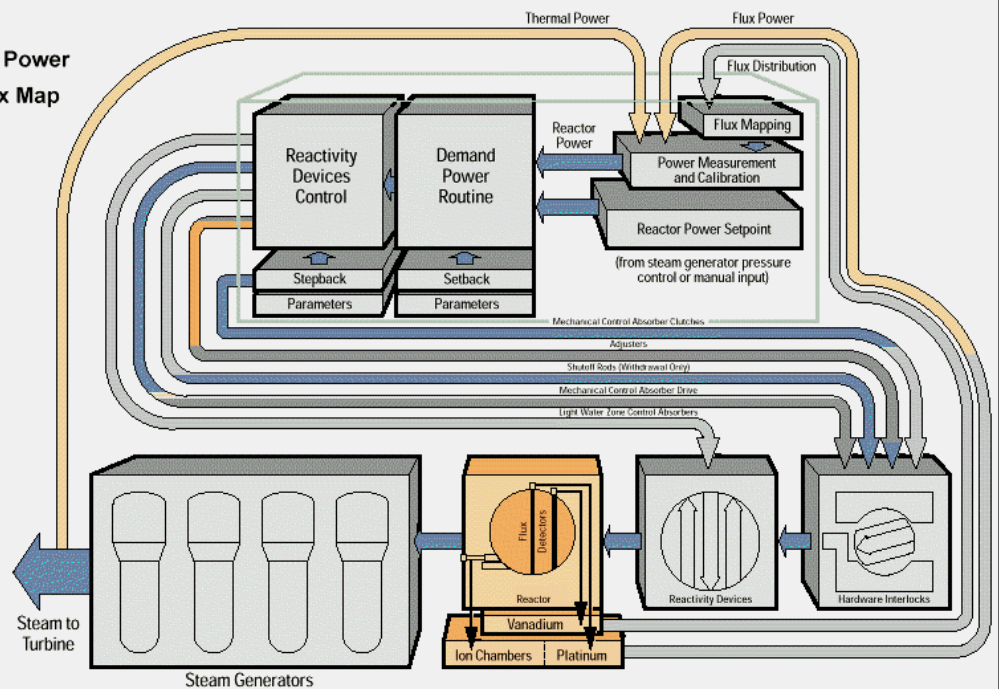 Thermal Power
Flux Power
Power
x Map
Flux Distribution
Flux Mapping
Reactor
Power
Reactivity
Devices
Control
Demand
Power
Routine
Power Measurement
and Calibration
Reactor Power Setpoint
(from steam generator pressure
control or manual input)
Stepback
Setback
Parameters
Parameters
Mechanical Control Absorber Clutches
Adjusters
Shutoff Rods (Withdrawal Only)
Mechanical Control Absorber Drive
Light Water Zone Control Absorbers
Flux
Detectors
Reactor
Reactivity Devices
Hardware Interlocks
Vanadium
Ion Chambers
Platinum
Steam to
Turbine
Steam Generators